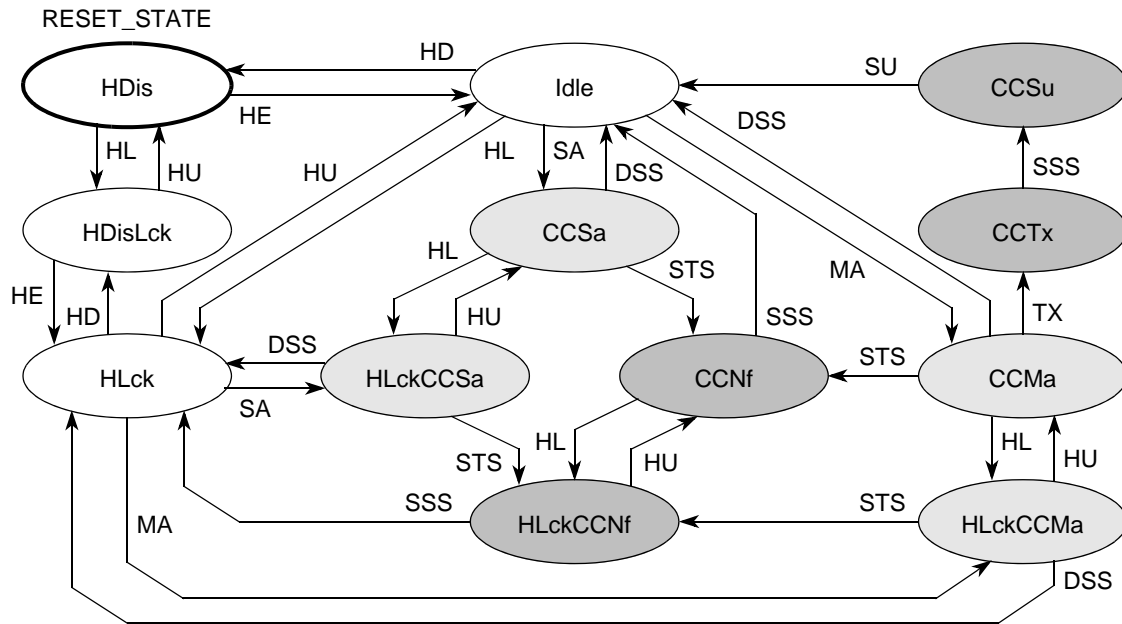 RESET_STATE
HD
HDis
Idle
SU
CCSu
HE
DSS
HL
HU
HU
HL
SA
DSS
SSS
HDisLck
CCSa
CCTx
HL
STS
MA
HE
HD
HU
SSS
TX
DSS
STS
HLck
HLckCCSa
CCNf
CCMa
SA
HL
HL
STS
HU
HU
MA
SSS
HLckCCNf
STS
HLckCCMa
DSS